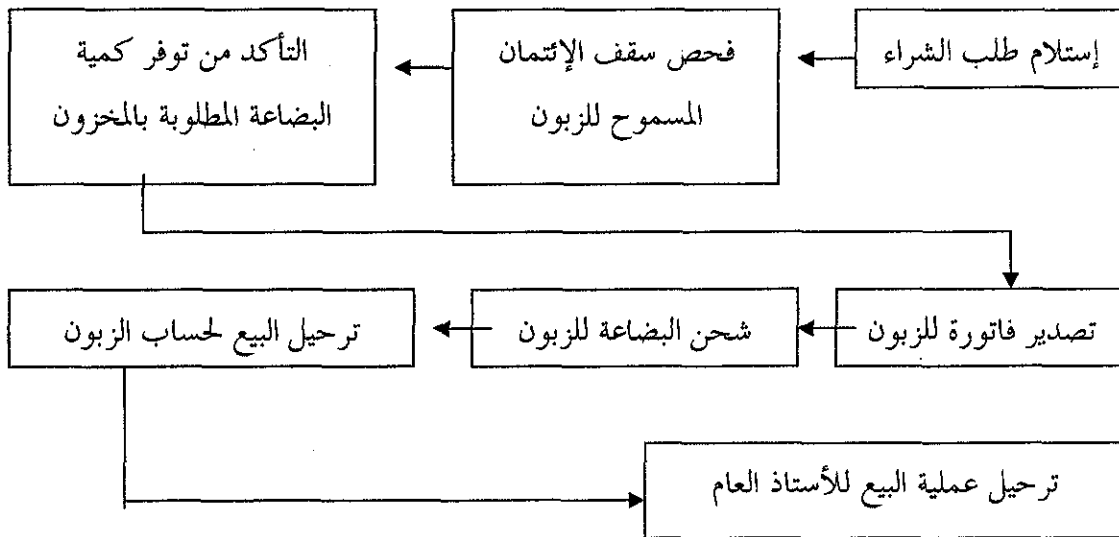 إستلام طلب الشراء
فحص سقف الإئتمان
المسموح للزبون
التأكد من توفر كمية
البضاعة المطلوبة بالمخزون
تصدير فاتورة للزبون
شحن البضاعة للزبون
ترحيل البيع لحساب الزبون
ترحيل عملية البيع للأستاذ العام